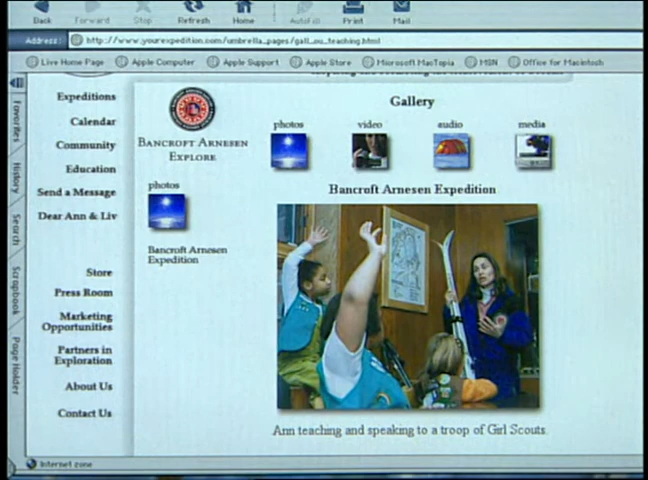 Back Forward Stop Refresh Home AutoFill Print Mail
Address: http://www.yourexpedition.com/umbrella_pages/gall_au_teaching.html
Live Home Page Apple Computer Apple Support Apple Store Microsoft MacTopia MSN Office for Macintosh
Favorites
History
Search
Scrapbook
Page Holder
Expeditions
Calendar
Community
Education
Send a Message
Dear Ann & Liv
Store
Press Room
Marketing
Opportunities
Partners in
Exploration
About Us
Contact Us
BANCROFT ARNESEN
EXPLORE
photos
Bancroft Arnesen
Expedition
Gallery
photos video audio media
Bancroft Arnesen Expedition
Ann teaching and speaking to a troop of Girl Scouts.
Internet zone